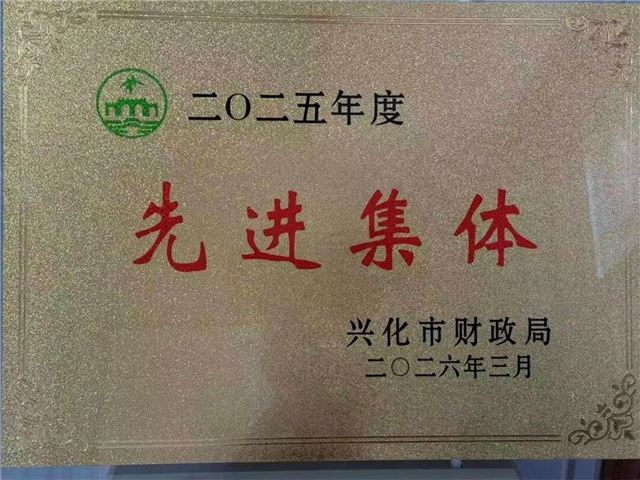 二〇二五年度
先进集体
兴化市财政局
二〇二六年三月